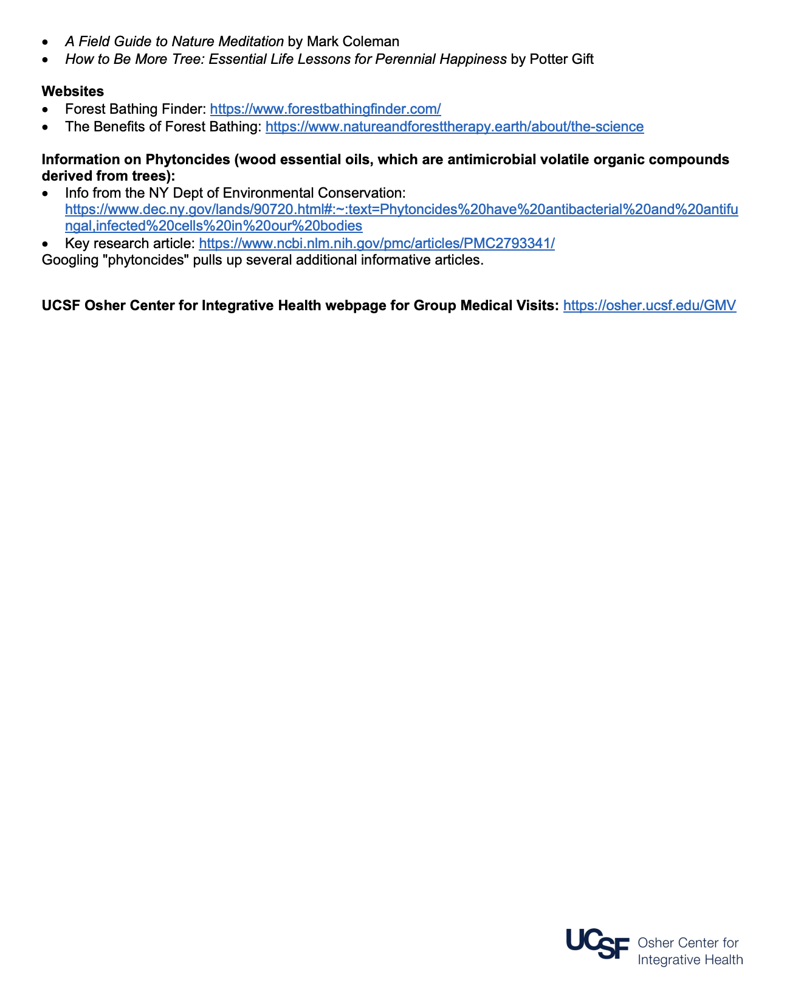 • A Field Guide to Nature Meditation by Mark Coleman
• How to Be More Tree: Essential Life Lessons for Perennial Happiness by Potter Gift
Websites
• Forest Bathing Finder: https://www.forestbathingfinder.com/
• The Benefits of Forest Bathing: https://www.natureandforesttherapy.earth/about/the-science
Information on Phytoncides (wood essential oils, which are antimicrobial volatile organic compounds
derived from trees):
• Info from the NY Dept of Environmental Conservation:
https://www.dec.ny.gov/lands/90720.html#:~:text=Phytoncides%20have%20antibacterial%20and%20antifu
ngal,infected%20cells%20in%20our%20bodies
• Key research article: https://www.ncbi.nlm.nih.gov/pmc/articles/PMC2793341/
Googling "phytoncides" pulls up several additional informative articles.
UCSF Osher Center for Integrative Health webpage for Group Medical Visits: https://osher.ucsf.edu/GMV
UCSF Osher Center for
Integrative Health